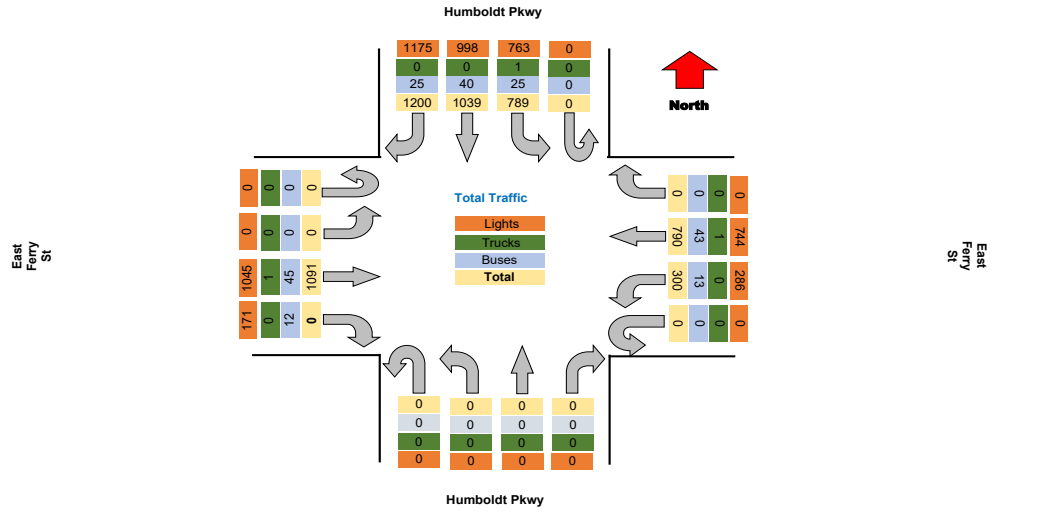 Humboldt Pkwy
1175 998 763 0
0 0 1 0
25 40 25 0
1200 1039 789 0
North
0 0 0 0
0 0 0 0
1045 1 45 1091
171 0 12 0
East
Ferry
St
Total Traffic
Lights
Trucks
Buses
Total
0 0 0 0
790 43 1 744
300 13 0 286
0 0 0 0
East
Ferry
St
0 0 0 0
0 0 0 0
0 0 0 0
0 0 0 0
Humboldt Pkwy